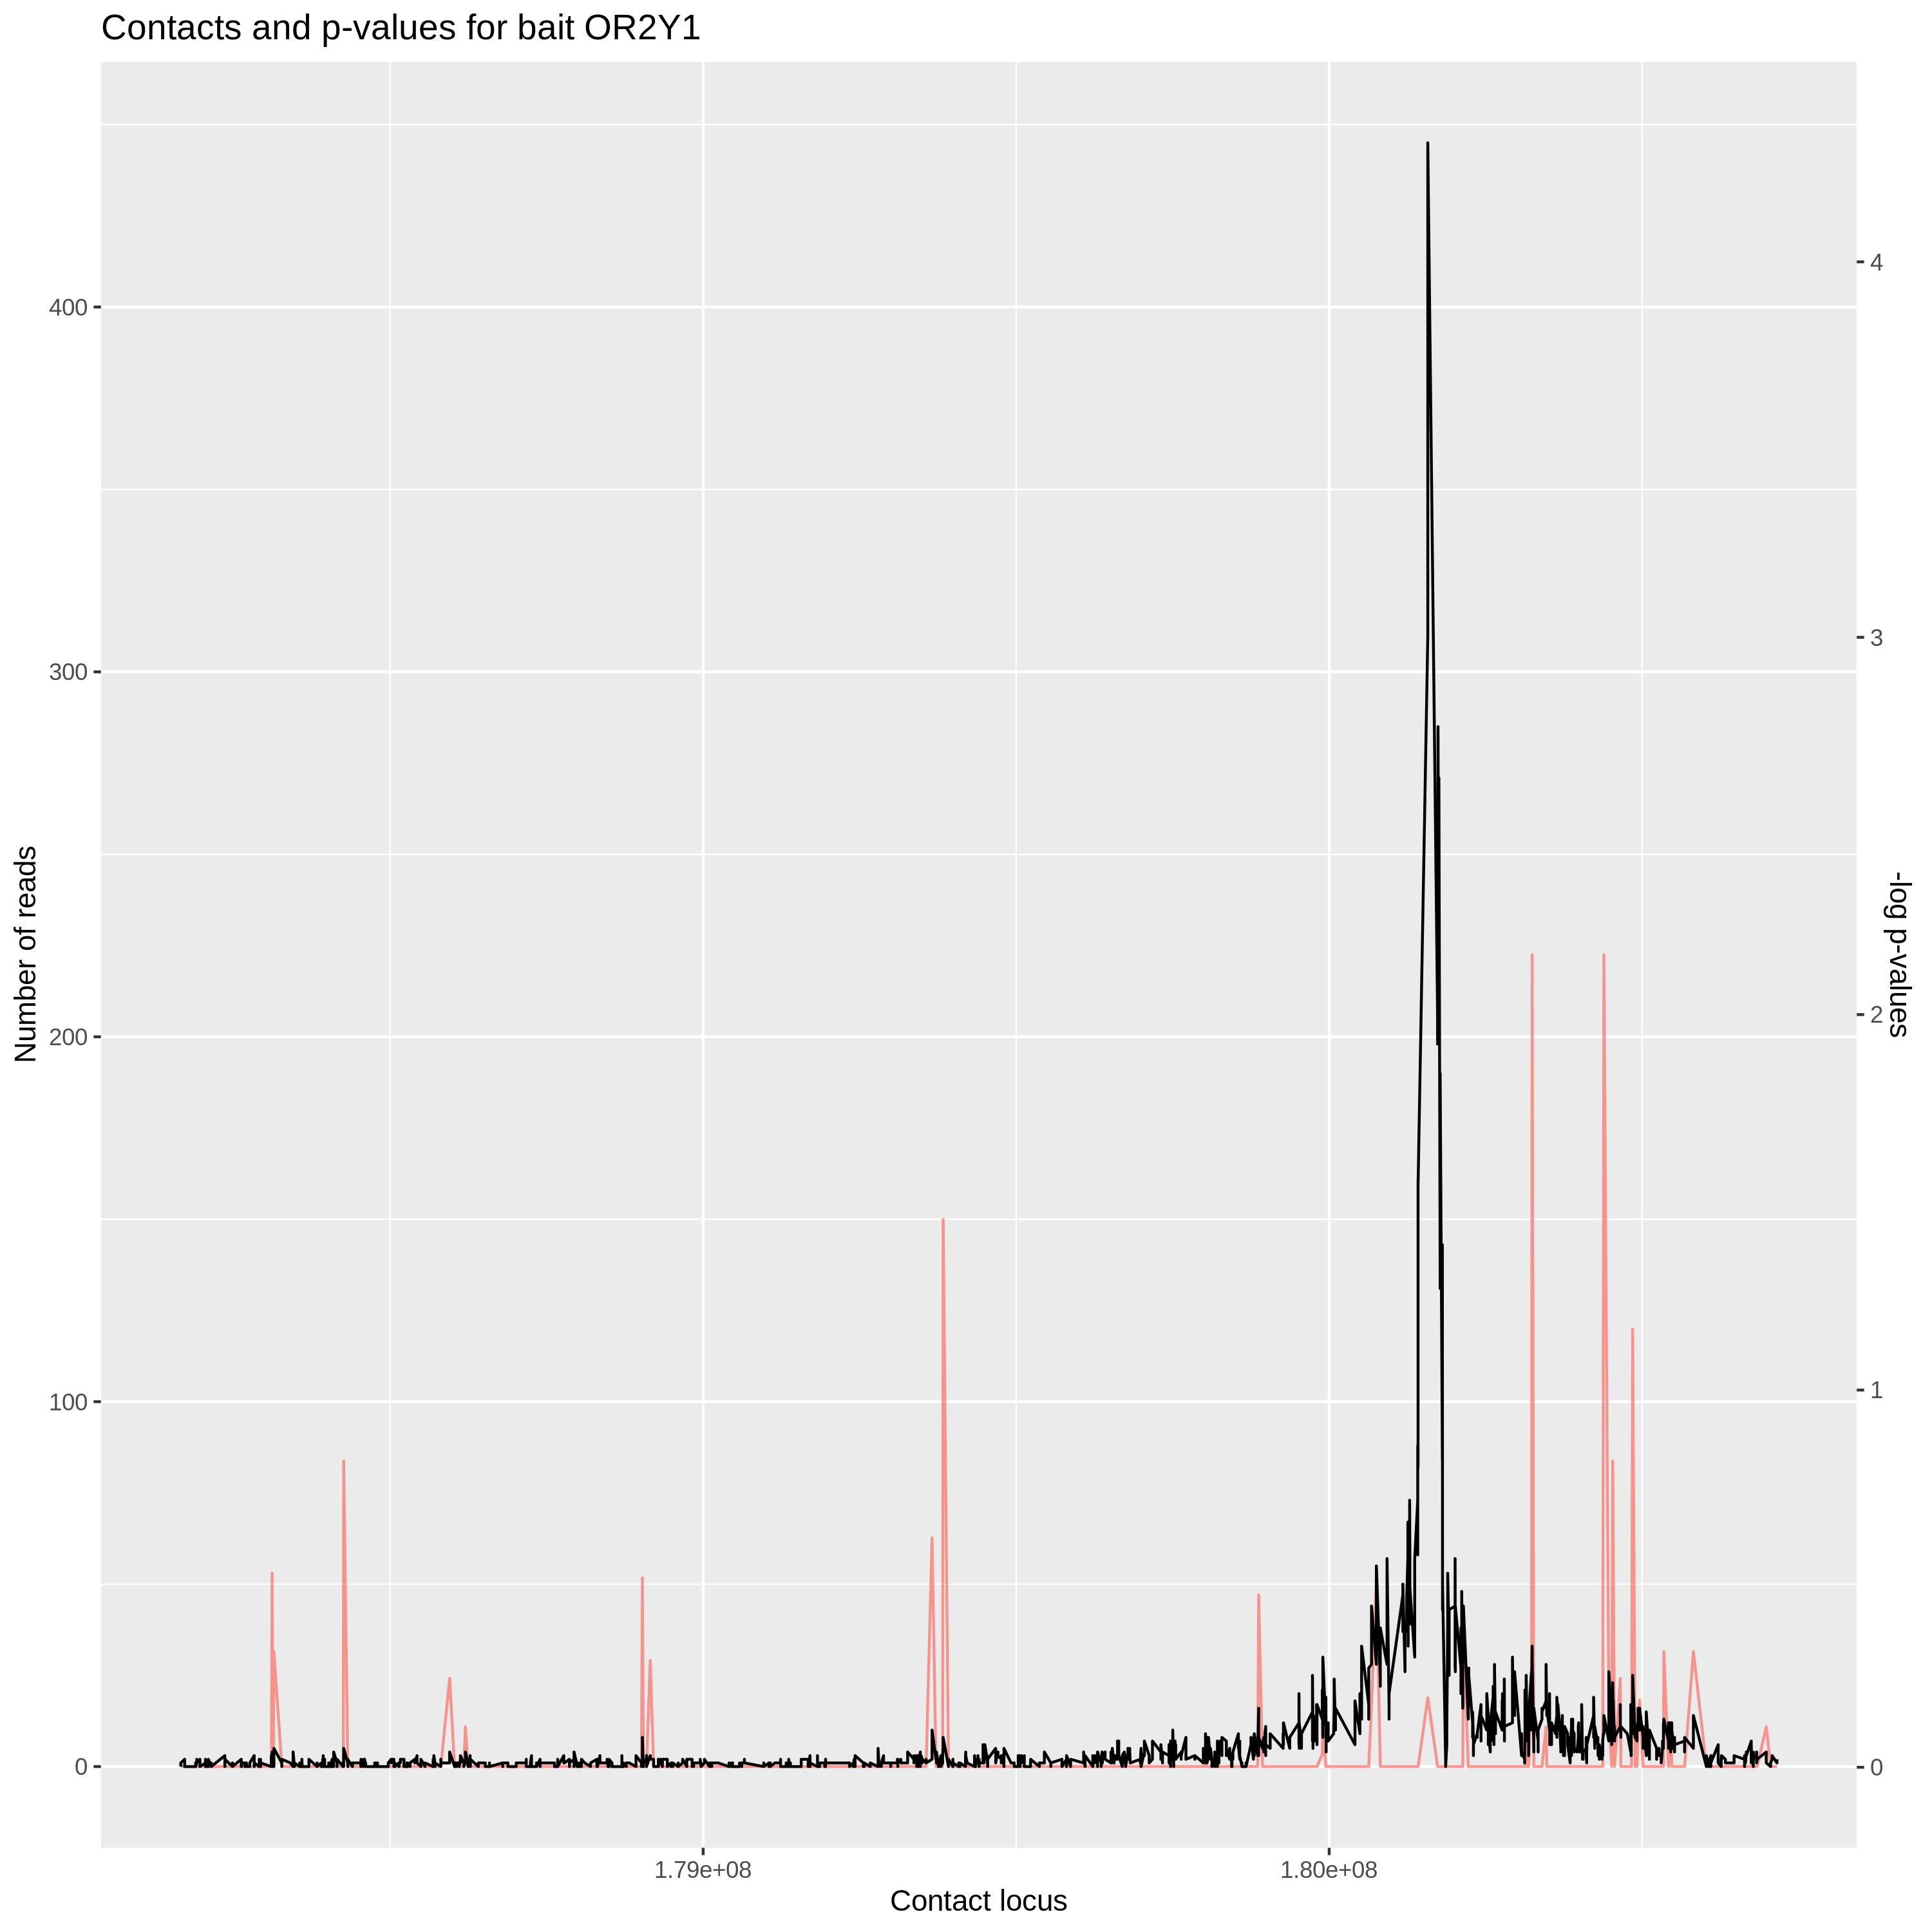 Contacts and p-values for bait OR2Y1
Number of reads
400
300
200
100
0
4
3
2
1
0
-log p-values
1.79e+08
1.80e+08
Contact locus